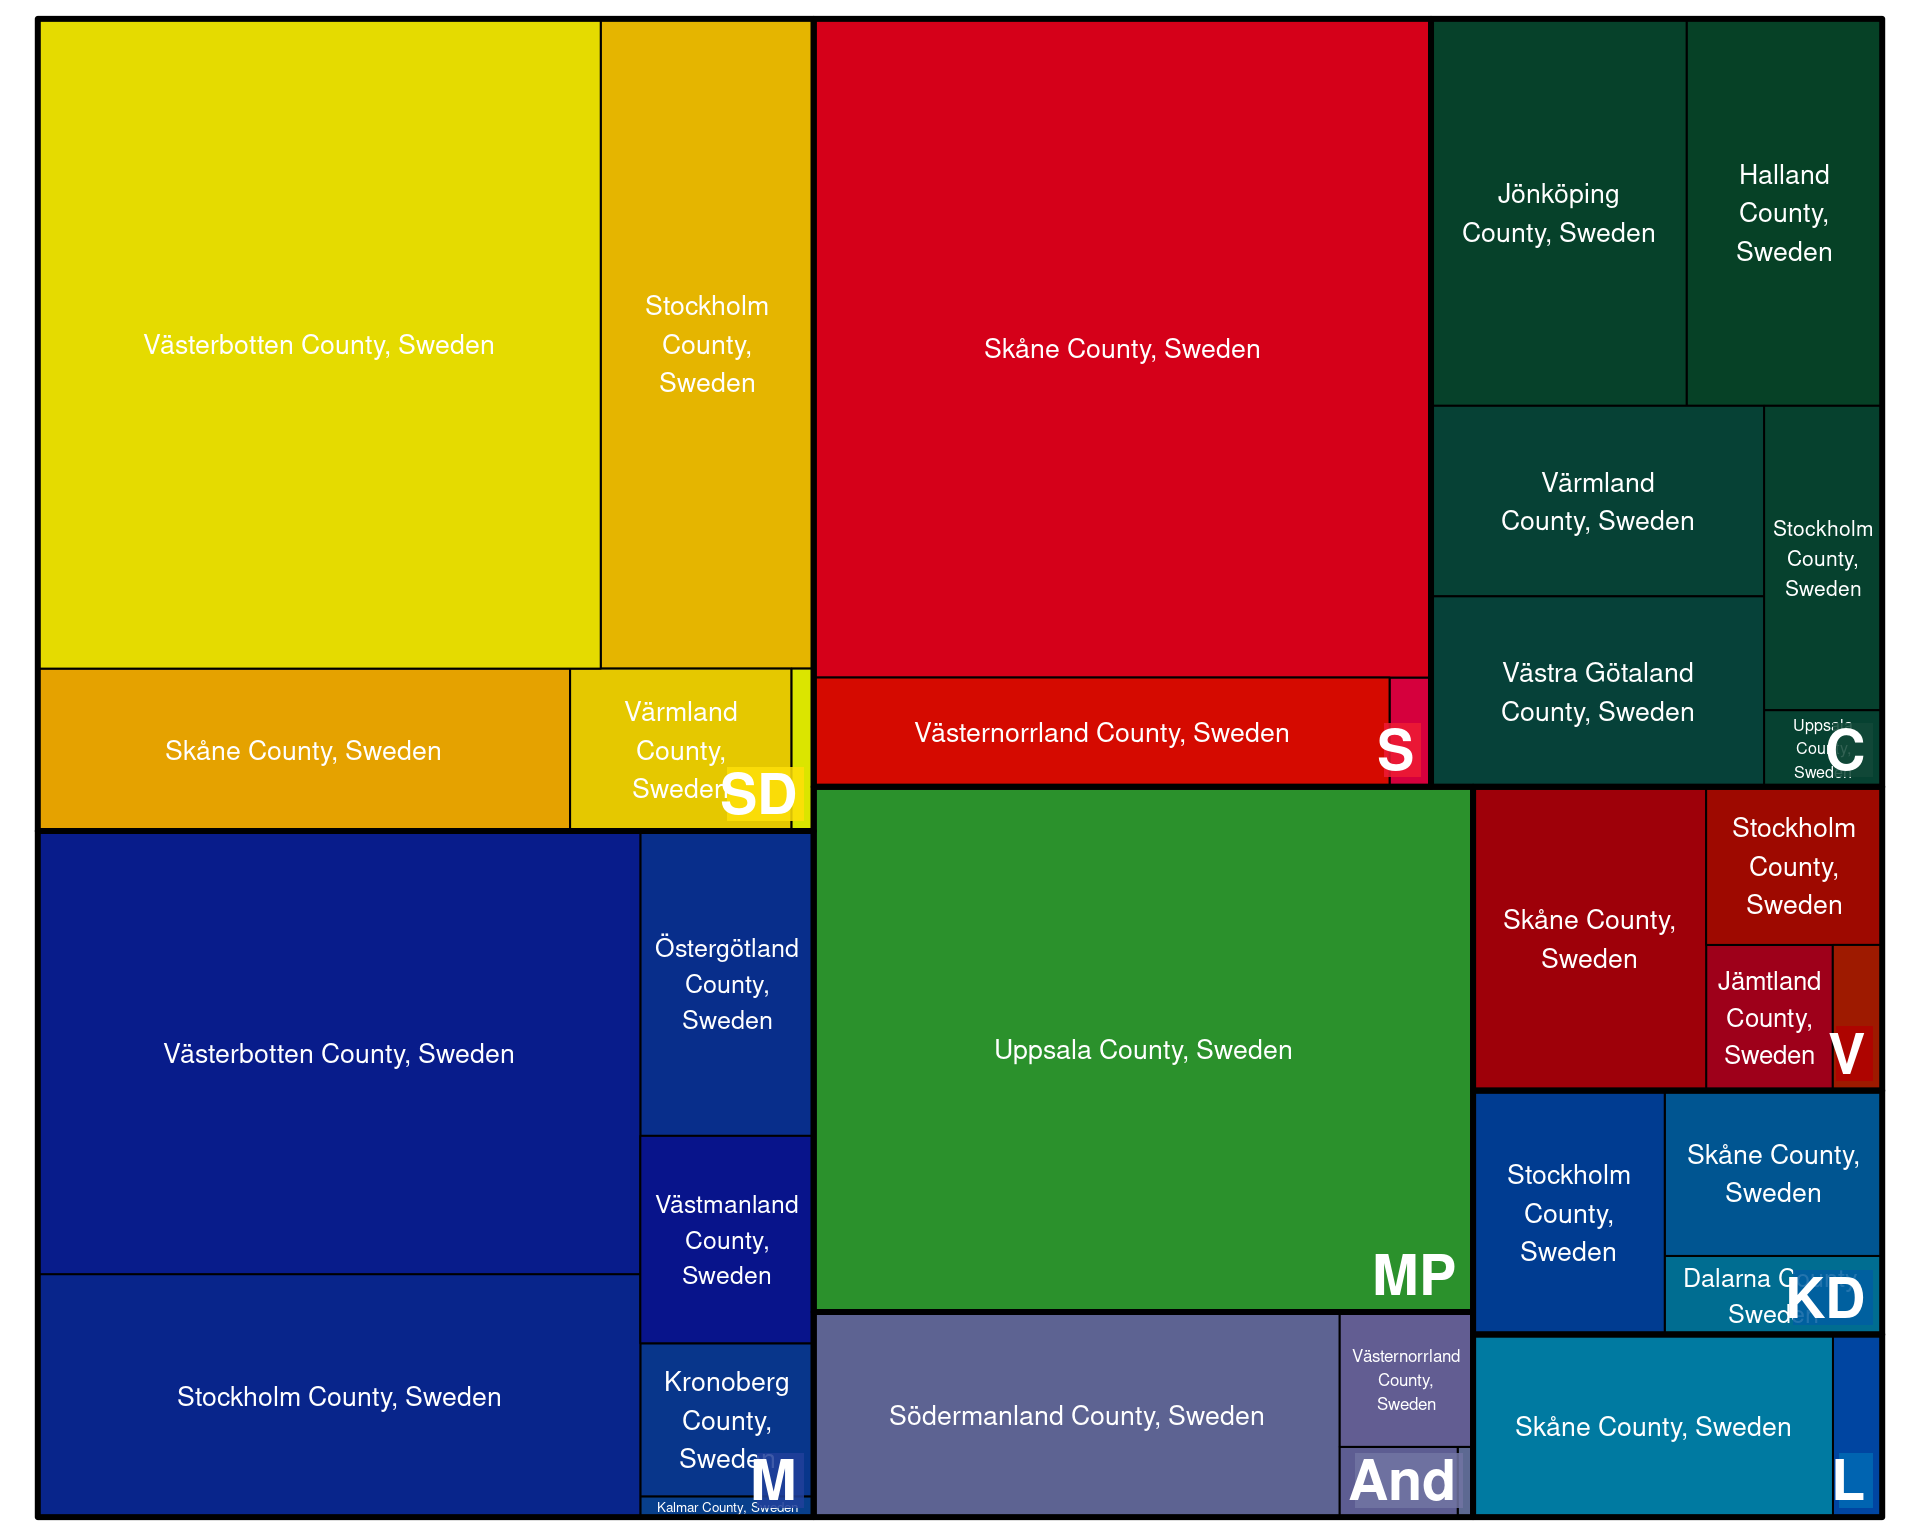 Västerbotten County, Sweden
Stockholm
County,
Sweden
Skåne County, Sweden
Värmland
County,
Sweden
SD
Västerbotten County, Sweden
Stockholm County, Sweden
Östergötland
County,
Sweden
Västmanland
County,
Sweden
Kronoberg
County,
Sweden
Kalmar County, Sweden
M
Skåne County, Sweden
Västernorrland County, Sweden
S
Uppsala County, Sweden
MP
Södermanland County, Sweden
Västernorrland
County,
Sweden
And
Jönköping
County, Sweden
Halland
County,
Sweden
Värmland
County, Sweden
Västra Götaland
County, Sweden
Stockholm
County,
Sweden
Uppsala
County,
Sweden
C
Skåne County,
Sweden
Stockholm
County,
Sweden
Jämtland
County,
Sweden
V
Stockholm
County,
Sweden
Skåne County,
Sweden
Dalarna County,
Sweden
KD
Skåne County, Sweden
L